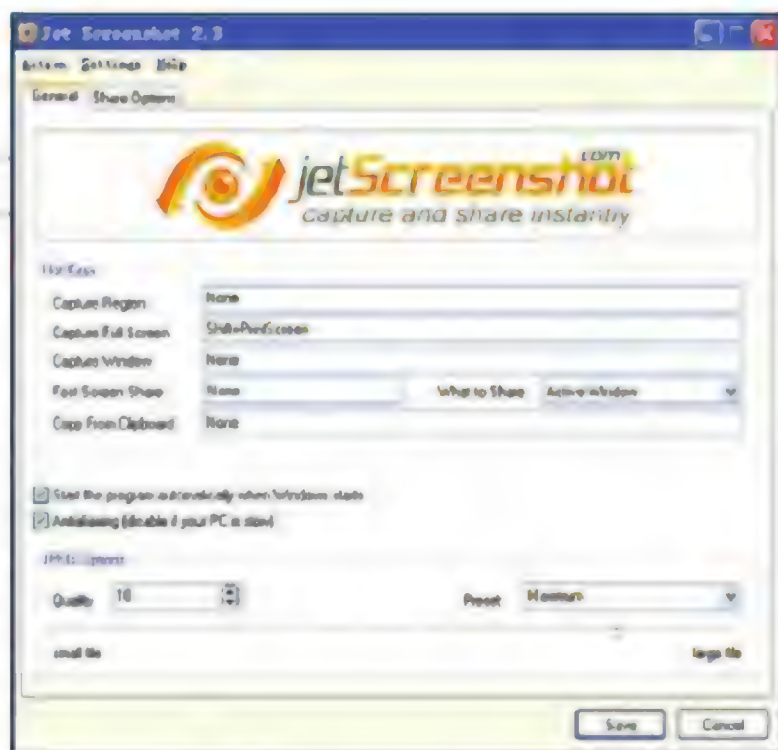 Jet Screenshot 2.3
Settings Help
General Share Options
jetScreenshot.com
capture and share instantly
Hot Keys
Capture Region None
Capture Full Screen Shift+PrintScreen
Capture Window None
Fast Screen Share None What to Share Active window
Copy From Clipboard None
Start the program automatically when Windows starts
Antialiasing (disable if your PC is slow)
Options
Quality 10 Preset Maximum
small file large file
Save Cancel